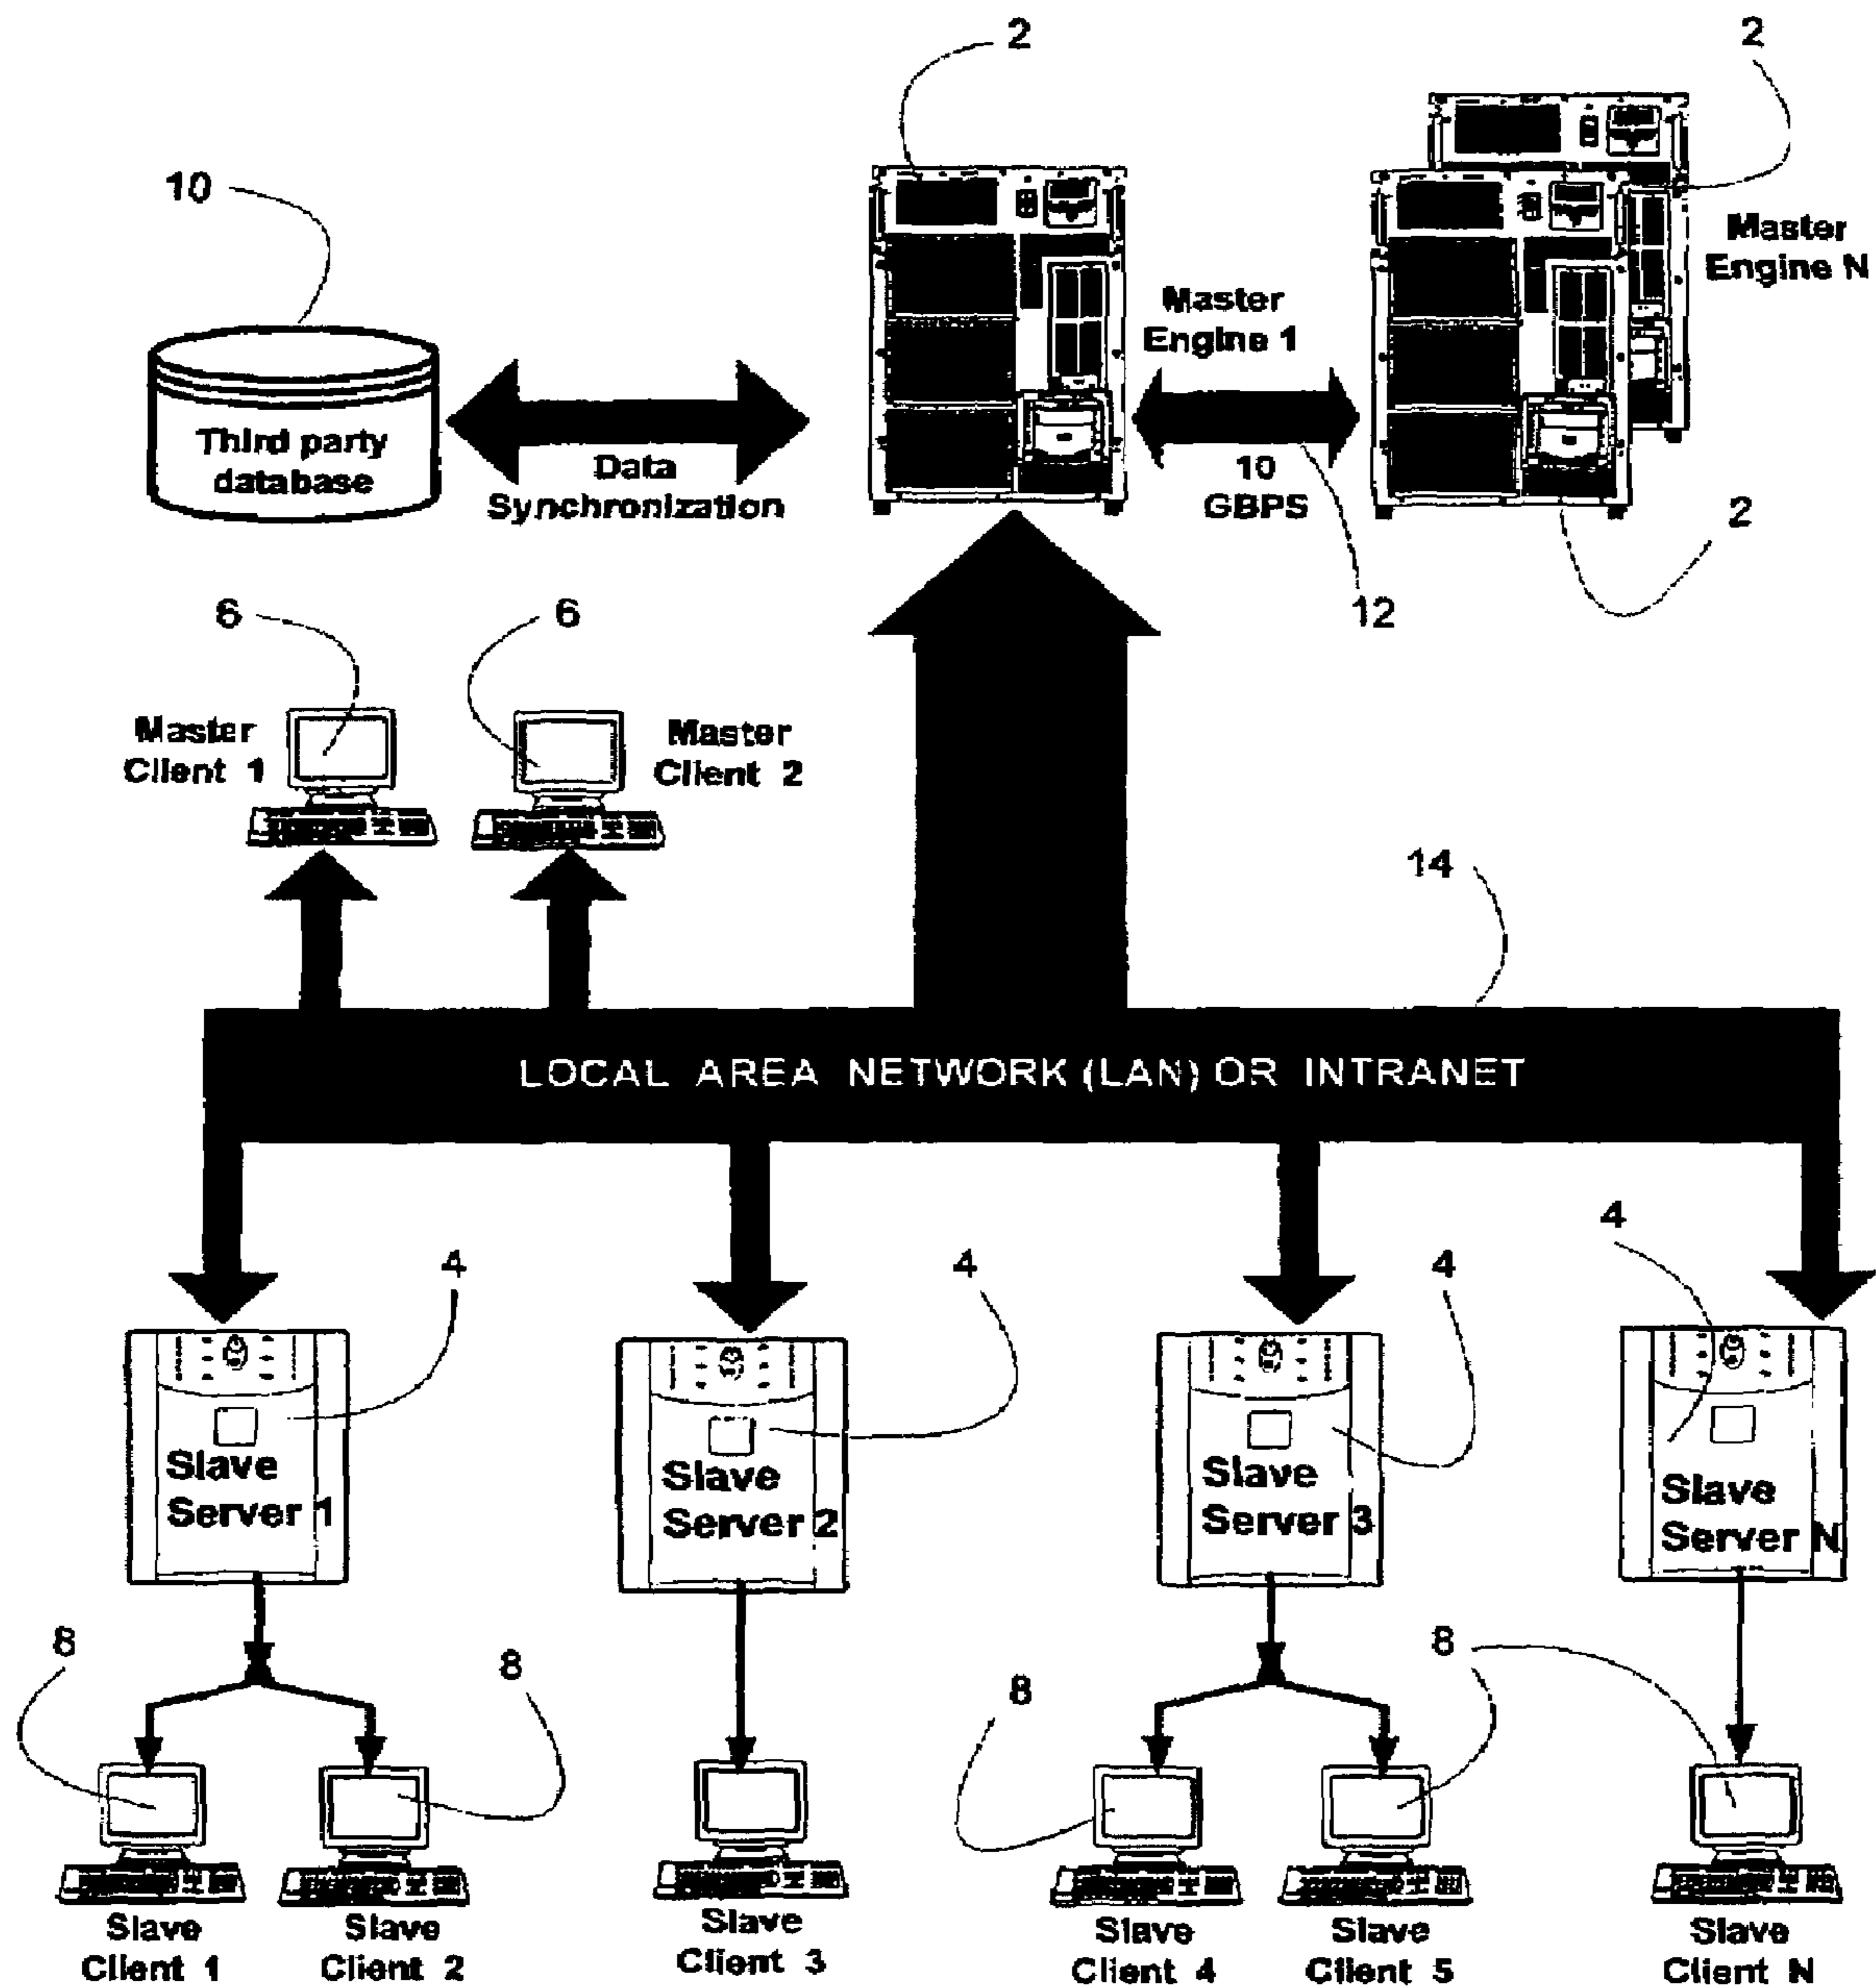 2
2
10
Master
Engine N
Master
Engine 1
Third party
database
Data
Synchronization
10
GBPS
2
12
6
6
Master
Client 1
Master
Client 2
14
LOCAL AREA NETWORK (LAN) OR INTRANET
4
4
4
4
Slave
Server 1
Slave
Server 2
Slave
Server 3
Slave
Server N
8
8
8
8
Slave
Client 1
Slave
Client 2
Slave
Client 3
Slave
Client 4
Slave
Client 5
Slave
Client N